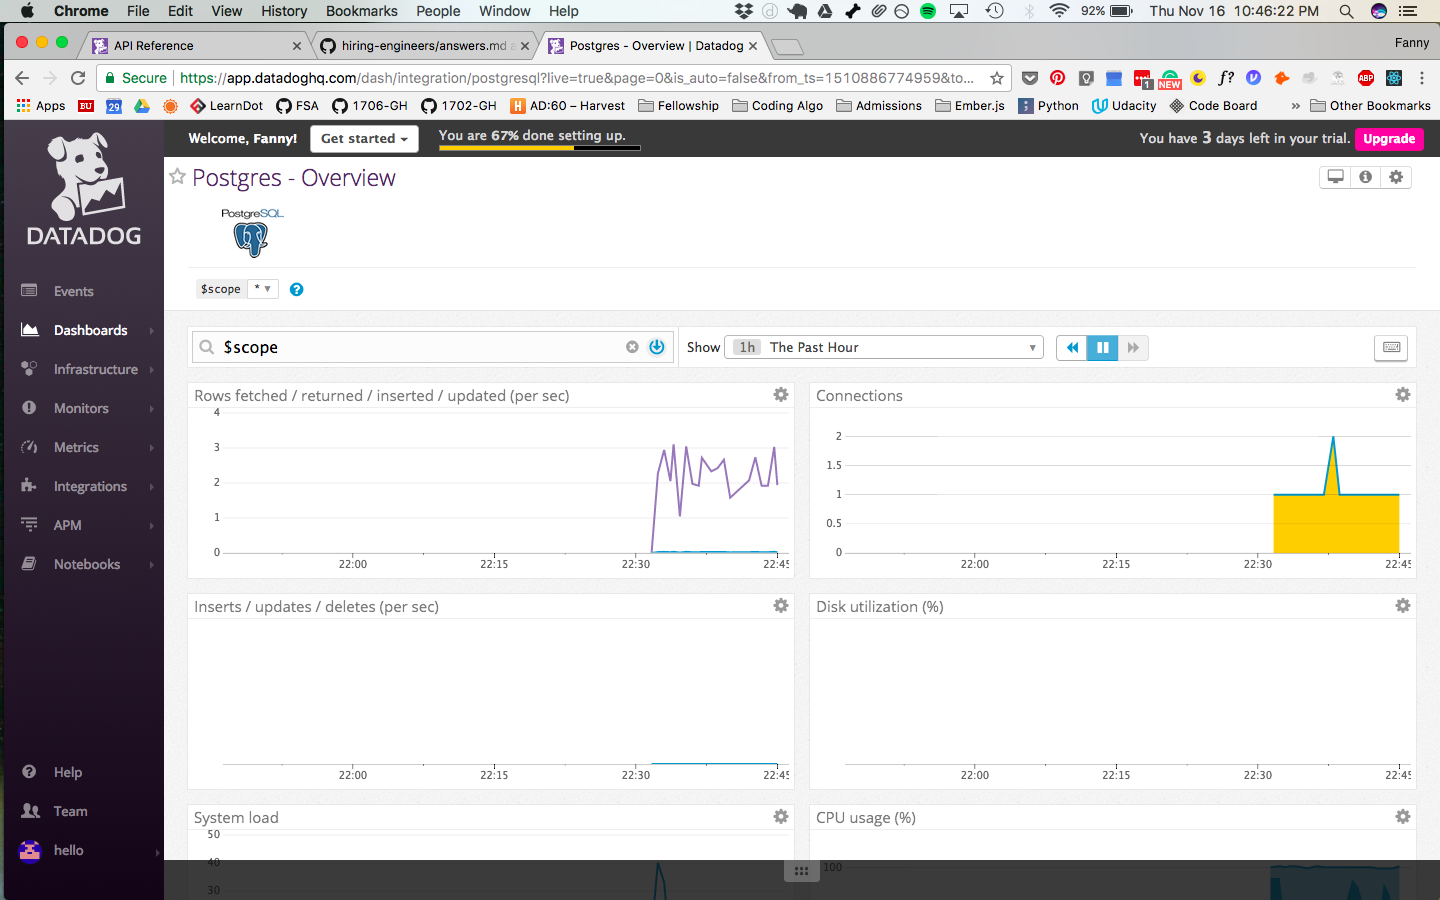 Chrome File Edit View History Bookmarks People Window Help 92% Thu Nov 16 10:46:22 PM
API Reference
hiring-engineers/answers.md a
Postgres - Overview | Datadog
Fanny
Secure | https://app.datadoghq.com/dash/integration/postgresql?live=true&page=0&is_auto=false&from_ts=1510886774959&to...
1 NEW f? ABP
Apps BU 29 LearnDot FSA 1706-GH 1702-GH AD:60 – Harvest Fellowship Coding Algo Admissions Ember.js Python Udacity Code Board » Other Bookmarks
DATADOG
Welcome, Fanny! Get started You are 67% done setting up. You have 3 days left in your trial. Upgrade
Postgres - Overview
PostgreSQL
$scope *
Events
Dashboards
Infrastructure
Monitors
Metrics
Integrations
APM
Notebooks
Help
Team
hello
$scope
Show 1h The Past Hour
Rows fetched / returned / inserted / updated (per sec)
4
3
2
1
0
22:00 22:15 22:30 22:45
Connections
2
1.5
1
0.5
0
22:00 22:15 22:30 22:45
Inserts / updates / deletes (per sec)
22:00 22:15 22:30 22:45
Disk utilization (%)
22:00 22:15 22:30 22:45
System load
50
40
30
CPU usage (%)
100